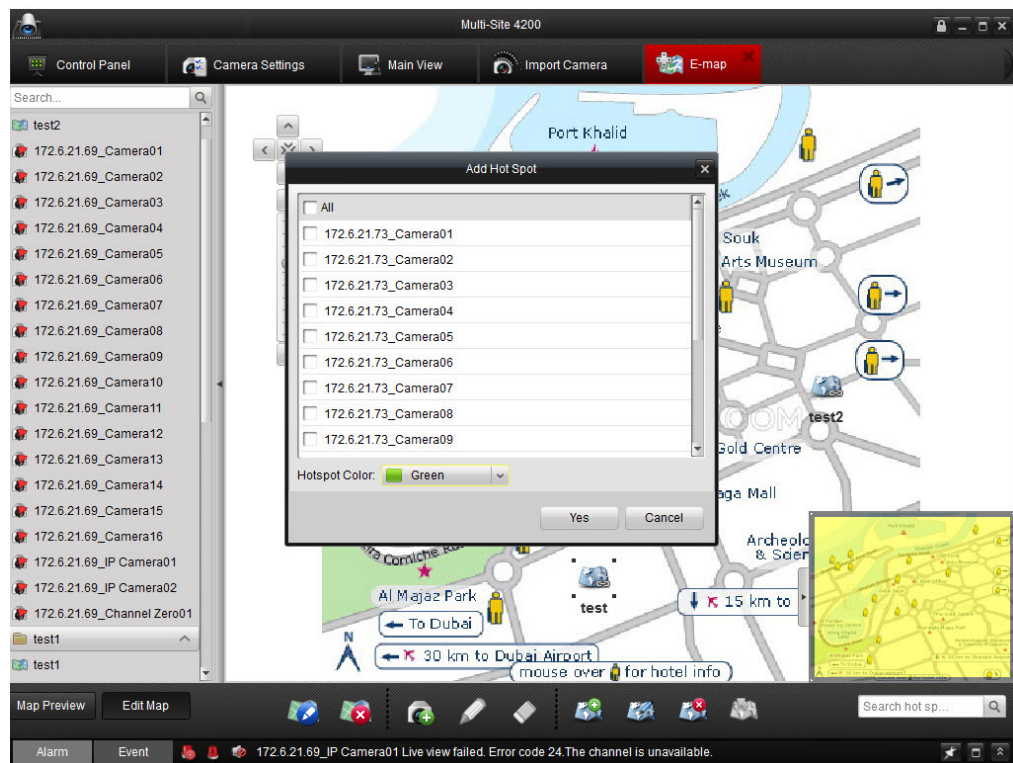 Multi-Site 4200
Control Panel
Camera Settings
Main View
Import Camera
E-map
Search...
test2
172.6.21.69_Camera01
172.6.21.69_Camera02
172.6.21.69_Camera03
172.6.21.69_Camera04
172.6.21.69_Camera05
172.6.21.69_Camera06
172.6.21.69_Camera07
172.6.21.69_Camera08
172.6.21.69_Camera09
172.6.21.69_Camera10
172.6.21.69_Camera11
172.6.21.69_Camera12
172.6.21.69_Camera13
172.6.21.69_Camera14
172.6.21.69_Camera15
172.6.21.69_Camera16
172.6.21.69_IP Camera01
172.6.21.69_IP Camera02
172.6.21.69_Channel Zero01
test1
test1
Port Khalid
Add Hot Spot
All
172.6.21.73_Camera01
172.6.21.73_Camera02
172.6.21.73_Camera03
172.6.21.73_Camera04
172.6.21.73_Camera05
172.6.21.73_Camera06
172.6.21.73_Camera07
172.6.21.73_Camera08
172.6.21.73_Camera09
Hotspot Color:
Green
Yes
Cancel
Souk
Arts Museum
test2
Gold Centre
Mall
Corniche
Al Majaz Park
To Dubai
30 km to Dubai Airport
test
15 km to
mouse over for hotel info
N
Map Preview
Edit Map
Search hot sp...
Alarm
Event
172.6.21.69_IP Camera01 Live view failed. Error code 24.The channel is unavailable.